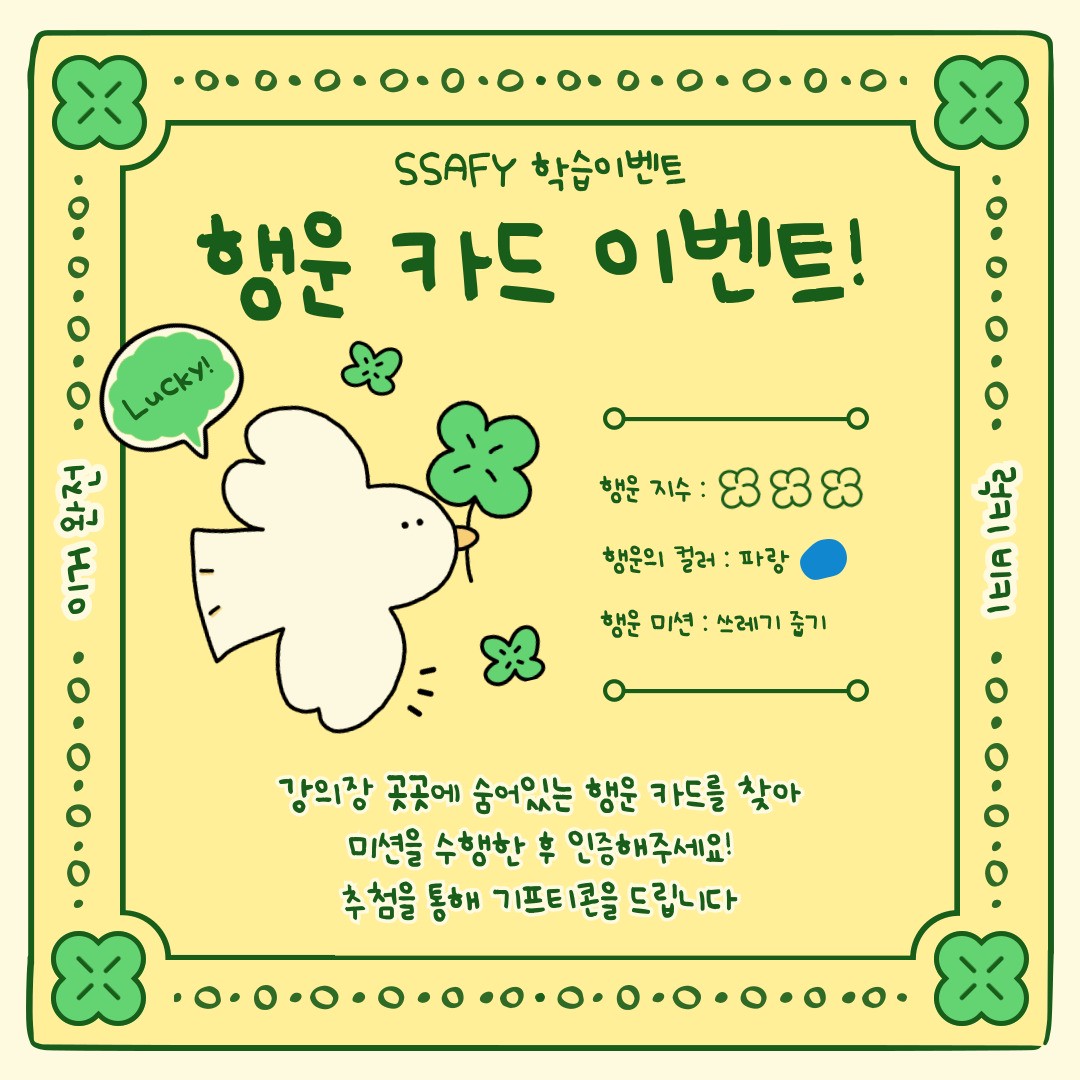 SSAFY 학습이벤트
행운 카드 이벤트!
Lucky!
이거 완전
럭키 비키
행운 지수 :
행운의 컬러 : 파랑
행운 미션 : 쓰레기 줍기
강의장 곳곳에 숨어있는 행운 카드를 찾아
미션을 수행한 후 인증해주세요!
추첨을 통해 기프티콘을 드립니다